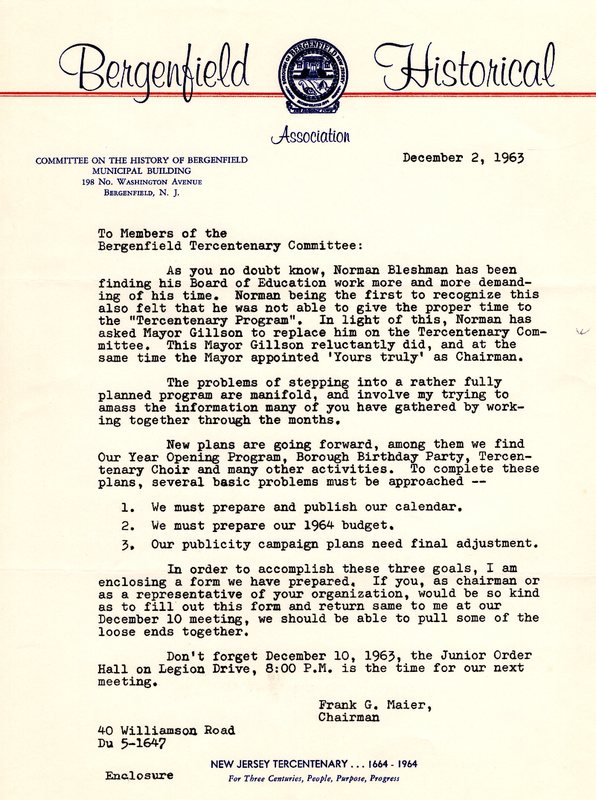 Bergenfield Historical
BERGENFIELD
Association
COMMITTEE ON THE HISTORY OF BERGENFIELD
MUNICIPAL BUILDING
198 No. Washington Avenue
Bergenfield, N. J.
December 2, 1963
To Members of the
Bergenfield Tercentenary Committee:
As you no doubt know, Norman Bleshman has been
finding his Board of Education work more and more demand-
ing of his time. Norman being the first to recognize this
also felt that he was not able to give the proper time to
the "Tercentenary Program". In light of this, Norman has
asked Mayor Gillson to replace him on the Tercentenary Com-
mittee. This Mayor Gillson reluctantly did, and at the
same time the Mayor appointed 'Yours truly' as Chairman.
The problems of stepping into a rather fully
planned program are manifold, and involve my trying to
amass the information many of you have gathered by work-
ing together through the months.
New plans are going forward, among them we find
Our Year Opening Program, Borough Birthday Party, Tercen-
tenary Choir and many other activities. To complete these
plans, several basic problems must be approached --
1. We must prepare and publish our calendar.
2. We must prepare our 1964 budget.
3. Our publicity campaign plans need final adjustment.
In order to accomplish these three goals, I am
enclosing a form we have prepared. If you, as chairman or
as a representative of your organization, would be so kind
as to fill out this form and return same to me at our
December 10 meeting, we should be able to pull some of the
loose ends together.
Don't forget December 10, 1963, the Junior Order
Hall on Legion Drive, 8:00 P.M. is the time for our next
meeting.
Frank G. Maier,
Chairman
40 Williamson Road
Du 5-1647
NEW JERSEY TERCENTENARY . . . 1664 - 1964
For Three Centuries, People, Purpose, Progress
Enclosure